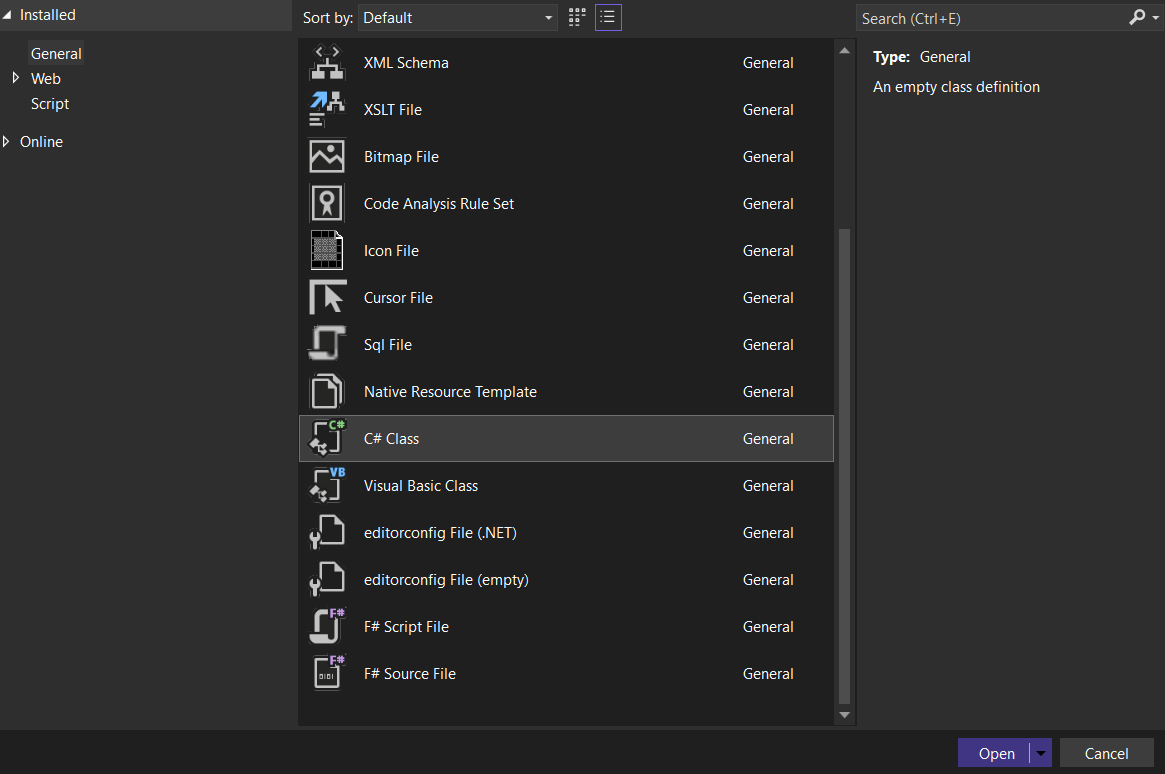 Installed
General
Web
Script
Online
Sort by: Default
XML Schema General
XSLT File General
Bitmap File General
Code Analysis Rule Set General
Icon File General
Cursor File General
Sql File General
Native Resource Template General
C# C# Class General
VB Visual Basic Class General
editorconfig File (.NET) General
editorconfig File (empty) General
F# F# Script File General
F# F# Source File General
Search (Ctrl+E)
Type: General
An empty class definition
Open Cancel